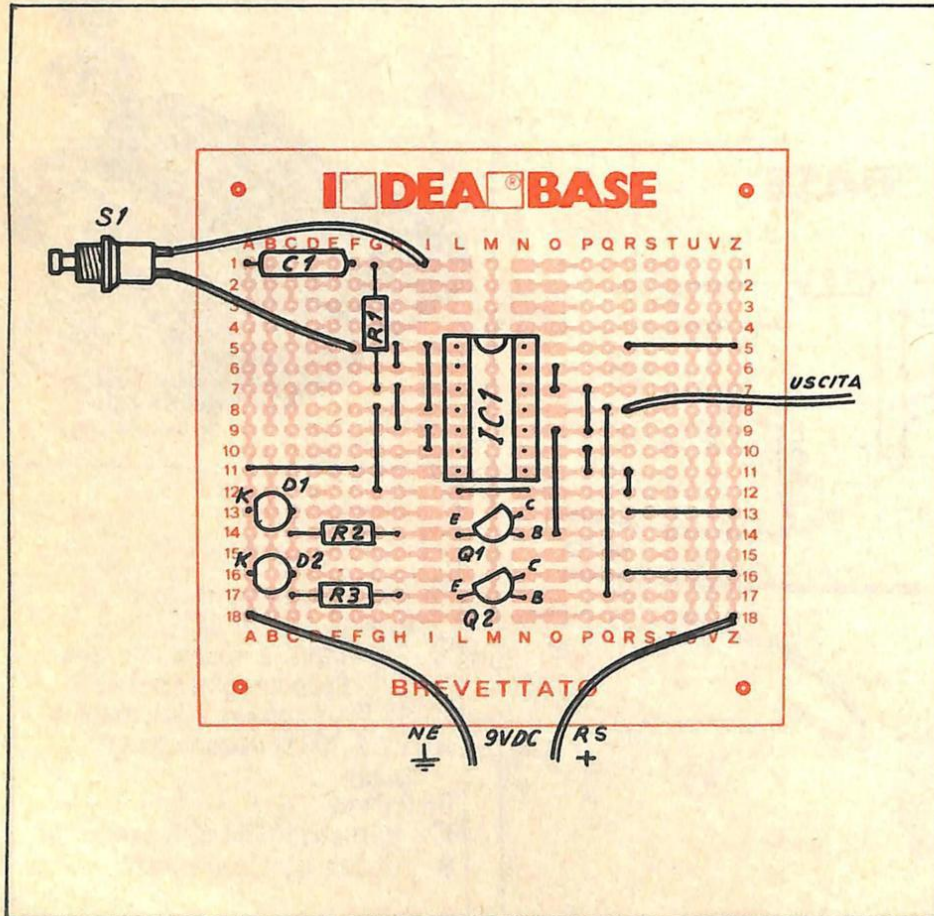 I DEA ® BASE
S1
A B C D E F G H I L M N O P Q R S T U V Z
1 C1 1
2 2
3 R1 3
4 4
5 5
6 6
7 7
USCITA
8 IC1 8
9 9
10 10
11 11
12 12
K D1 C
13 13
14 R2 E B 14
Q1
15 15
K D2 C
16 16
17 R3 E B 17
Q2
18 18
A B C D E F G H I L M N O P Q R S T U V Z
BREVETTATO
NE 9VDC RS
+